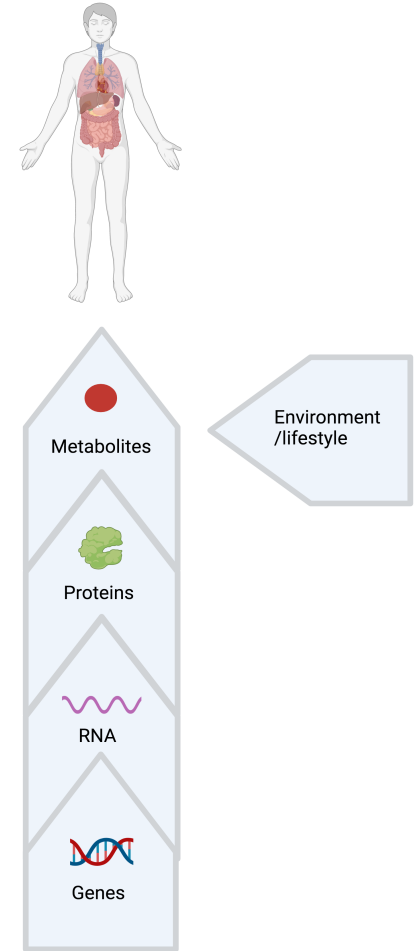 Metabolites
Environment
/lifestyle
Proteins
RNA
Genes